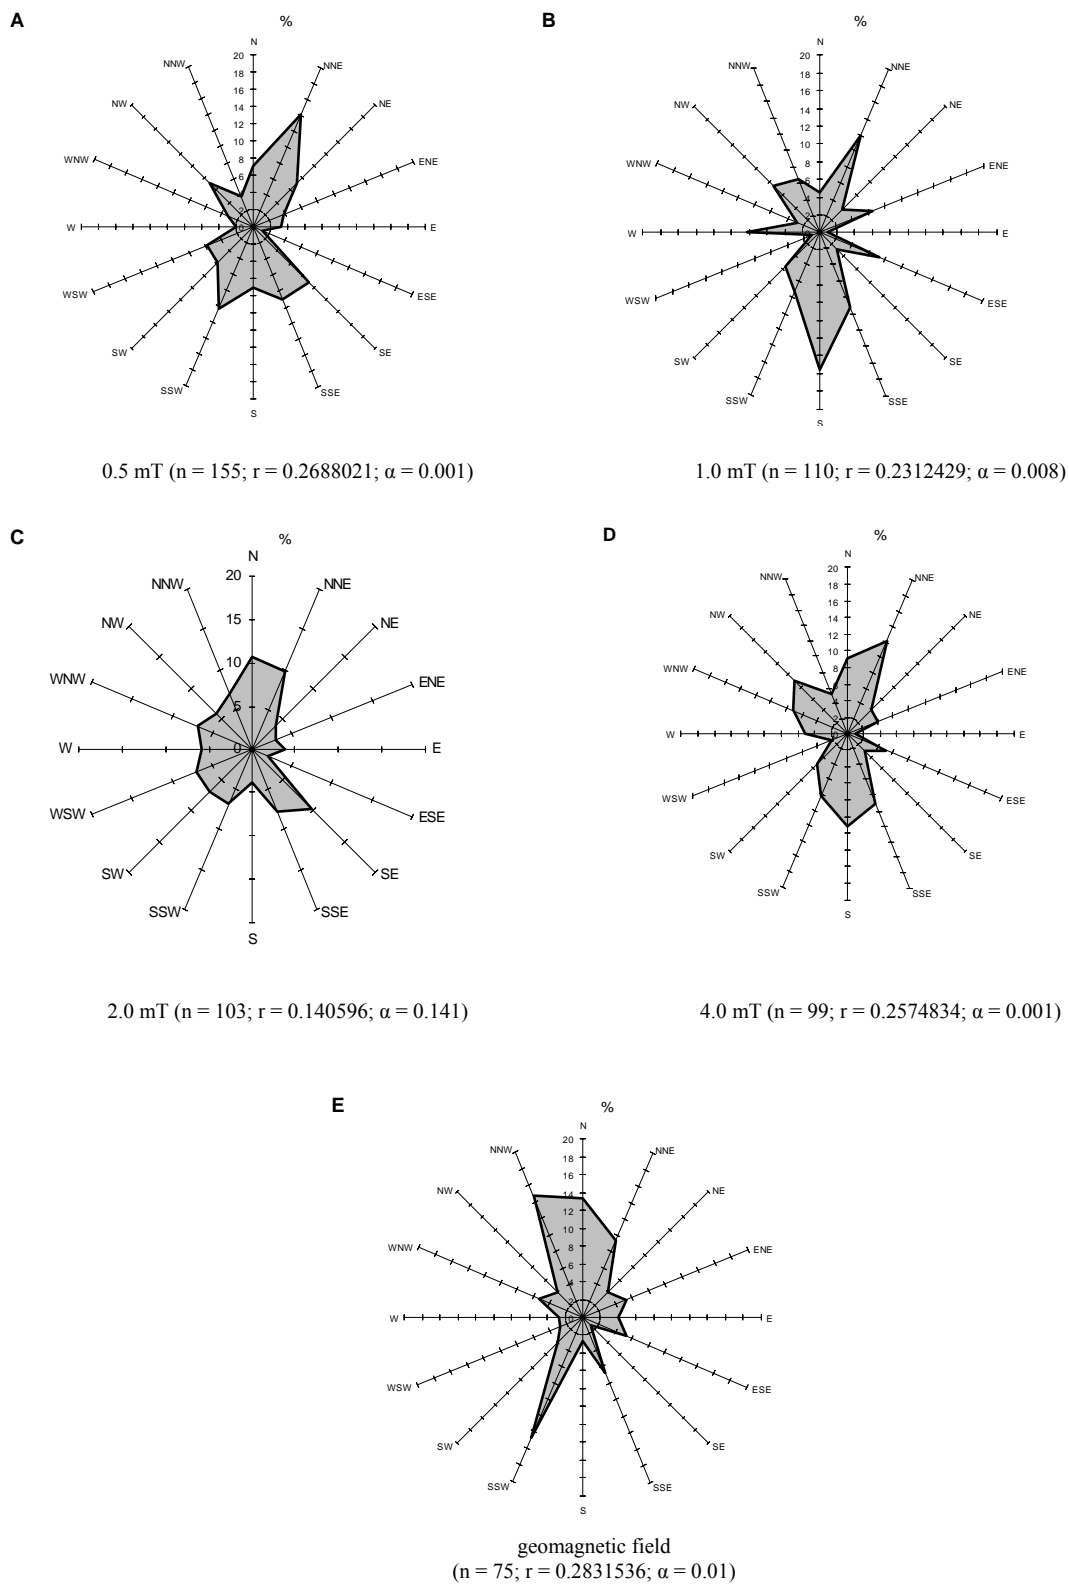 A
%
N
NNE
NE
ENE
E
ESE
SE
SSE
S
SSW
SW
WSW
W
WNW
NW
NNW
20
18
16
14
12
10
8
6
4
2
0
0.5 mT (n = 155; r = 0.2688021; α = 0.001)
B
%
N
NNE
NE
ENE
E
ESE
SE
SSE
S
SSW
SW
WSW
W
WNW
NW
NNW
20
18
16
14
12
10
8
6
4
2
0
1.0 mT (n = 110; r = 0.2312429; α = 0.008)
C
%
N
NNE
NE
ENE
E
ESE
SE
SSE
S
SSW
SW
WSW
W
WNW
NW
NNW
20
15
10
5
0
2.0 mT (n = 103; r = 0.140596; α = 0.141)
D
%
N
NNE
NE
ENE
E
ESE
SE
SSE
S
SSW
SW
WSW
W
WNW
NW
NNW
20
18
16
14
12
10
8
6
4
2
0
4.0 mT (n = 99; r = 0.2574834; α = 0.001)
E
%
N
NNE
NE
ENE
E
ESE
SE
SSE
S
SSW
SW
WSW
W
WNW
NW
NNW
20
18
16
14
12
10
8
6
4
2
0
geomagnetic field
(n = 75; r = 0.2831536; α = 0.01)